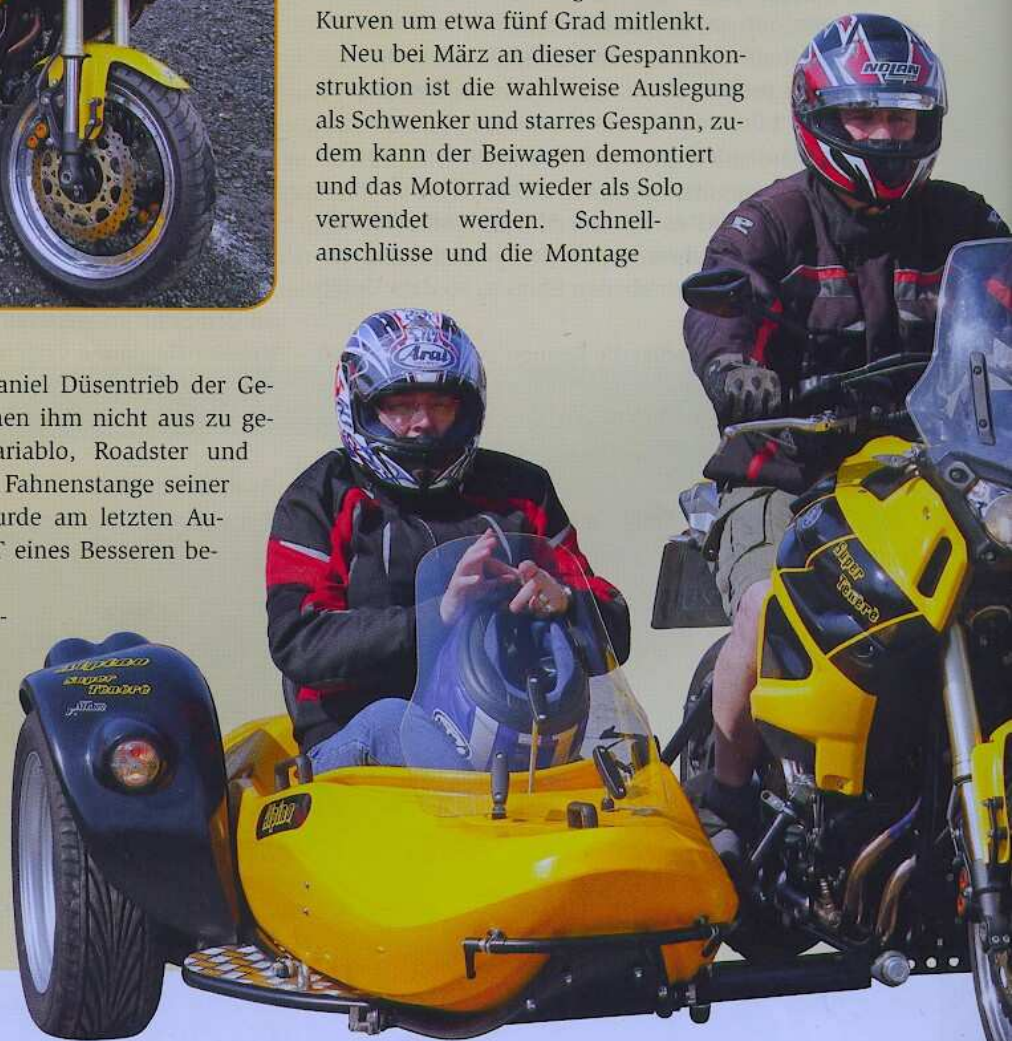 Kurven um etwa fünf Grad mitlenkt.
Neu bei März an dieser Gespannkon-
struktion ist die wahlweise Auslegung
als Schwenker und starres Gespann, zu-
dem kann der Beiwagen demontiert
und das Motorrad wieder als Solo
verwendet werden. Schnell-
anschlüsse und die Montage
aniel Düsentrieb der Ge-
nen ihm nicht aus zu ge-
ariablo, Roadster und
Fahnenstange seiner
urde am letzten Au-
T eines Besseren be-
-
NOLAN
Arai
Super
Ténéré
Alpina
Super
Ténéré
Alpina